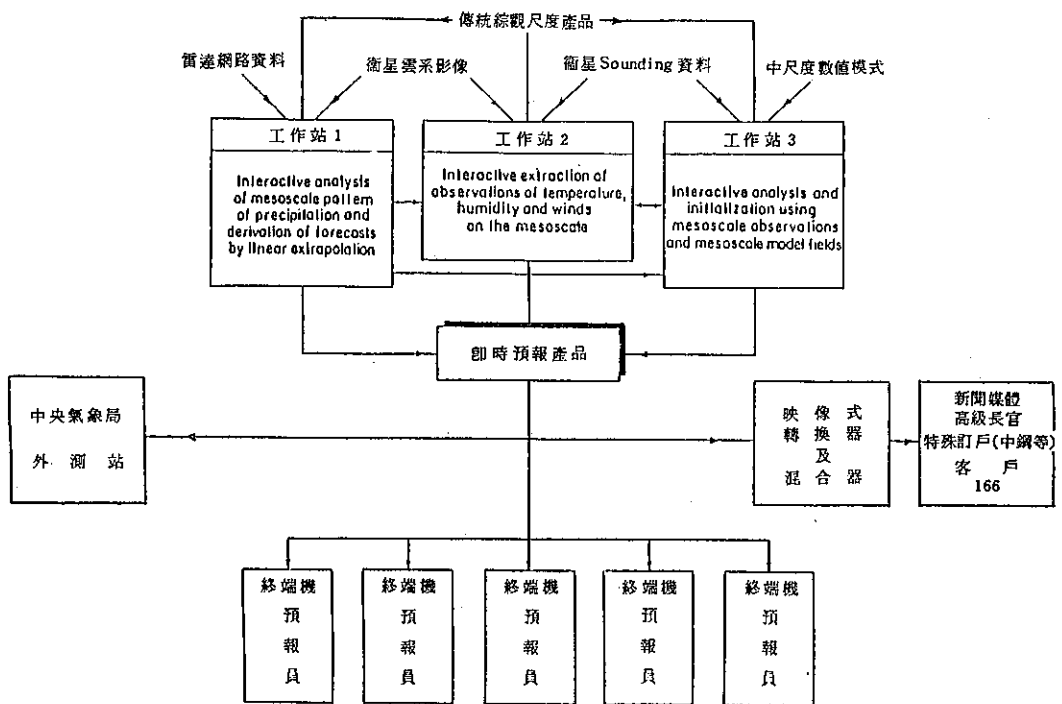 傳統綜觀尺度產品
雷達網路資料
衛星雲系影像
衛星Sounding資料
中尺度數值模式
工作站1
Interactive analysis
of mesoscale pattern
of precipitation and
derivation of forecasts
by linear extrapolation
工作站2
Interactive extraction of
observations of temperature,
humidity and winds
on the mesoscale
工作站3
Interactive analysis and
initialization using
mesoscale observations
and mesoscale model fields
即時預報產品
中央氣象局
外測站
映像式
轉換器
及
混合器
新聞媒體
高級長官
特殊訂戶(中鋼等)
客戶
166
終端機
預
報
員
終端機
預
報
員
終端機
預
報
員
終端機
預
報
員
終端機
預
報
員